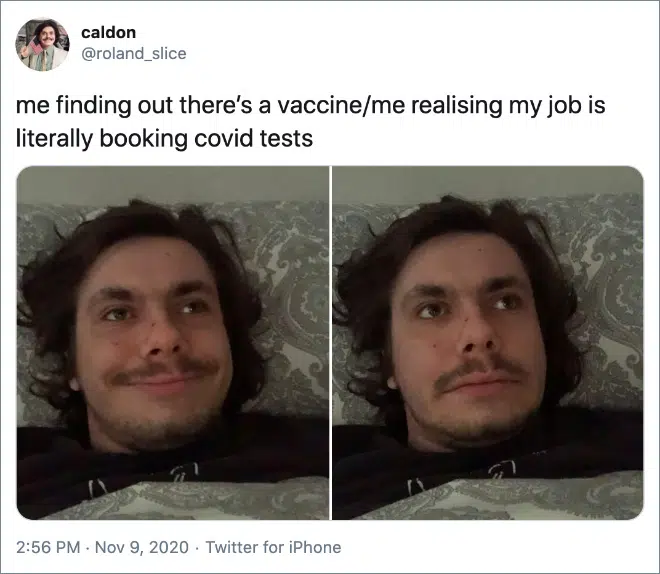 caldon
@roland_slice
me finding out there's a vaccine/me realising my job is
literally booking covid tests
2:56 PM · Nov 9, 2020 · Twitter for iPhone